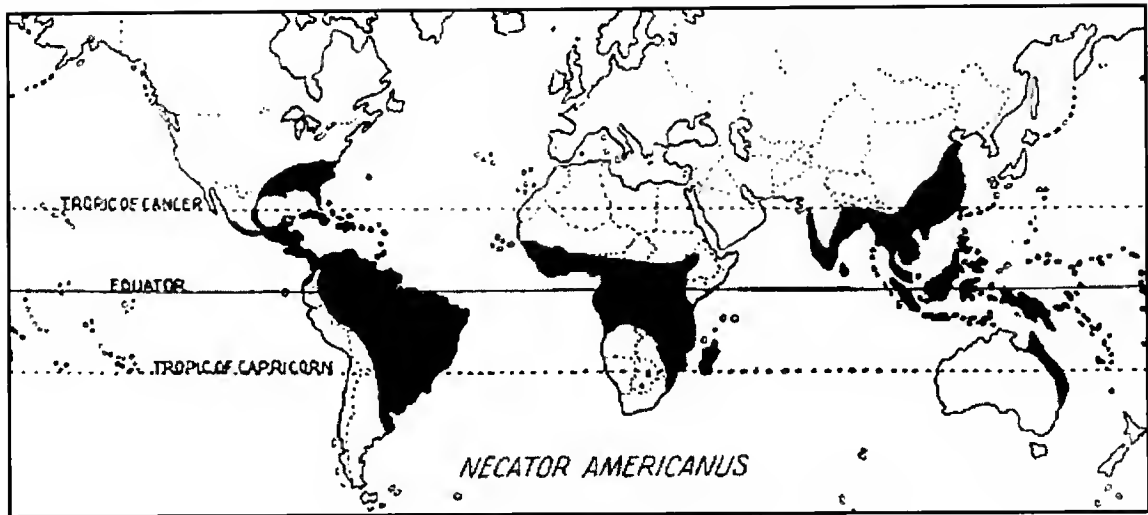 TROPIC OF CANCER
EQUATOR
TROPIC OF CAPRICORN
NECATOR AMERICANUS